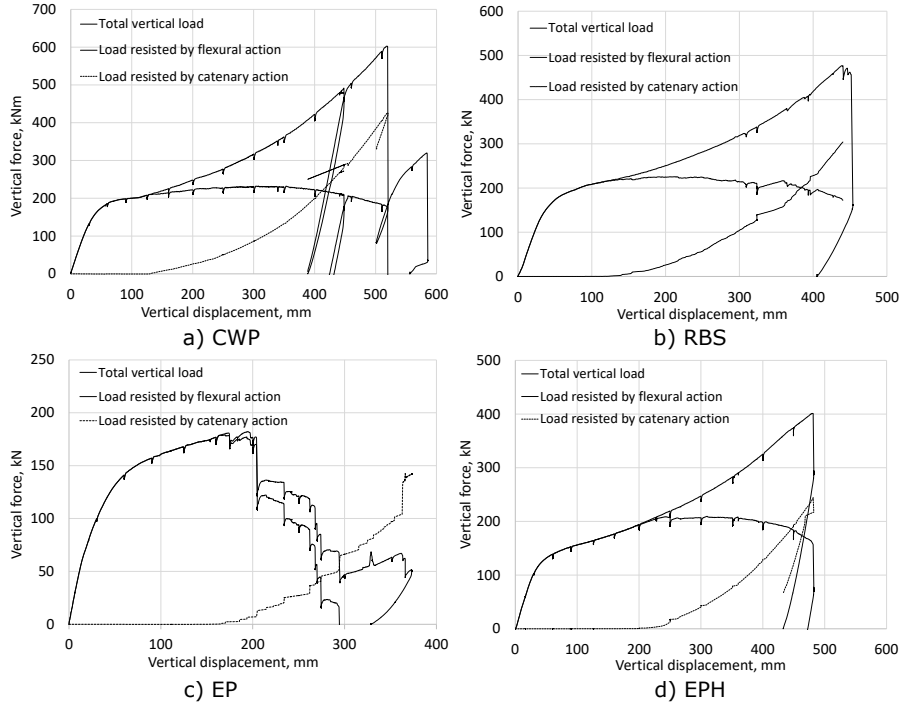 700
600
500
400
300
200
100
0
Vertical force, kNm
Total vertical load
Load resisted by flexural action
Load resisted by catenary action
0 100 200 300 400 500 600
Vertical displacement, mm
a) CWP
600
500
400
300
200
100
0
Vertical force, kN
Total vertical load
Load resisted by flexural action
Load resisted by catenary action
0 100 200 300 400 500
Vertical displacement, mm
b) RBS
250
200
150
100
50
0
Vertical force, kN
Total vertical load
Load resisted by flexural action
Load resisted by catenary action
0 100 200 300 400
Vertical displacement, mm
c) EP
500
400
300
200
100
0
Vertical force, kN
Total vertical load
Load resisted by flexural action
Load resisted by catenary action
0 100 200 300 400 500 600
Vertical displacement, mm
d) EPH